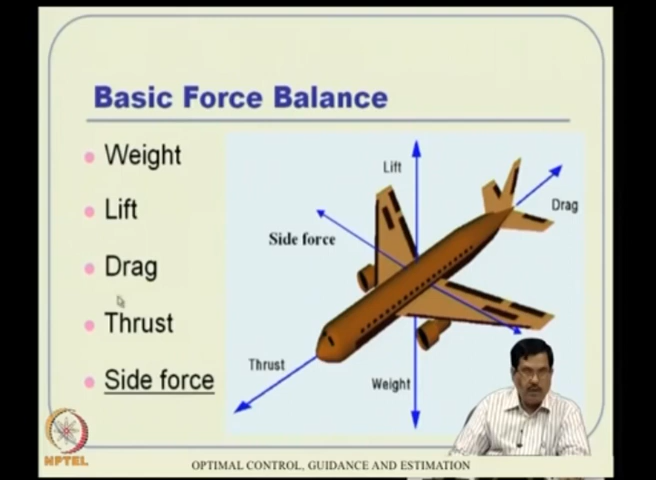 Basic Force Balance
Weight
Lift
Drag
Thrust
Side force
Lift
Drag
Side force
Thrust
Weight
NPTEL
OPTIMAL CONTROL, GUIDANCE AND ESTIMATION